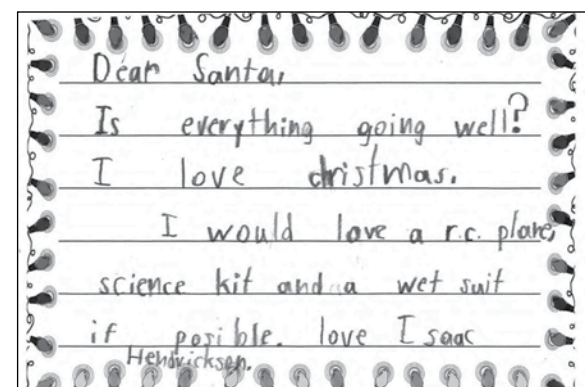 Dear Santa,
Is everything going well?
I love christmas.
I would love a r.c. plane,
science kit and a wet suit
if posible. love Isaac
Hendricksen.